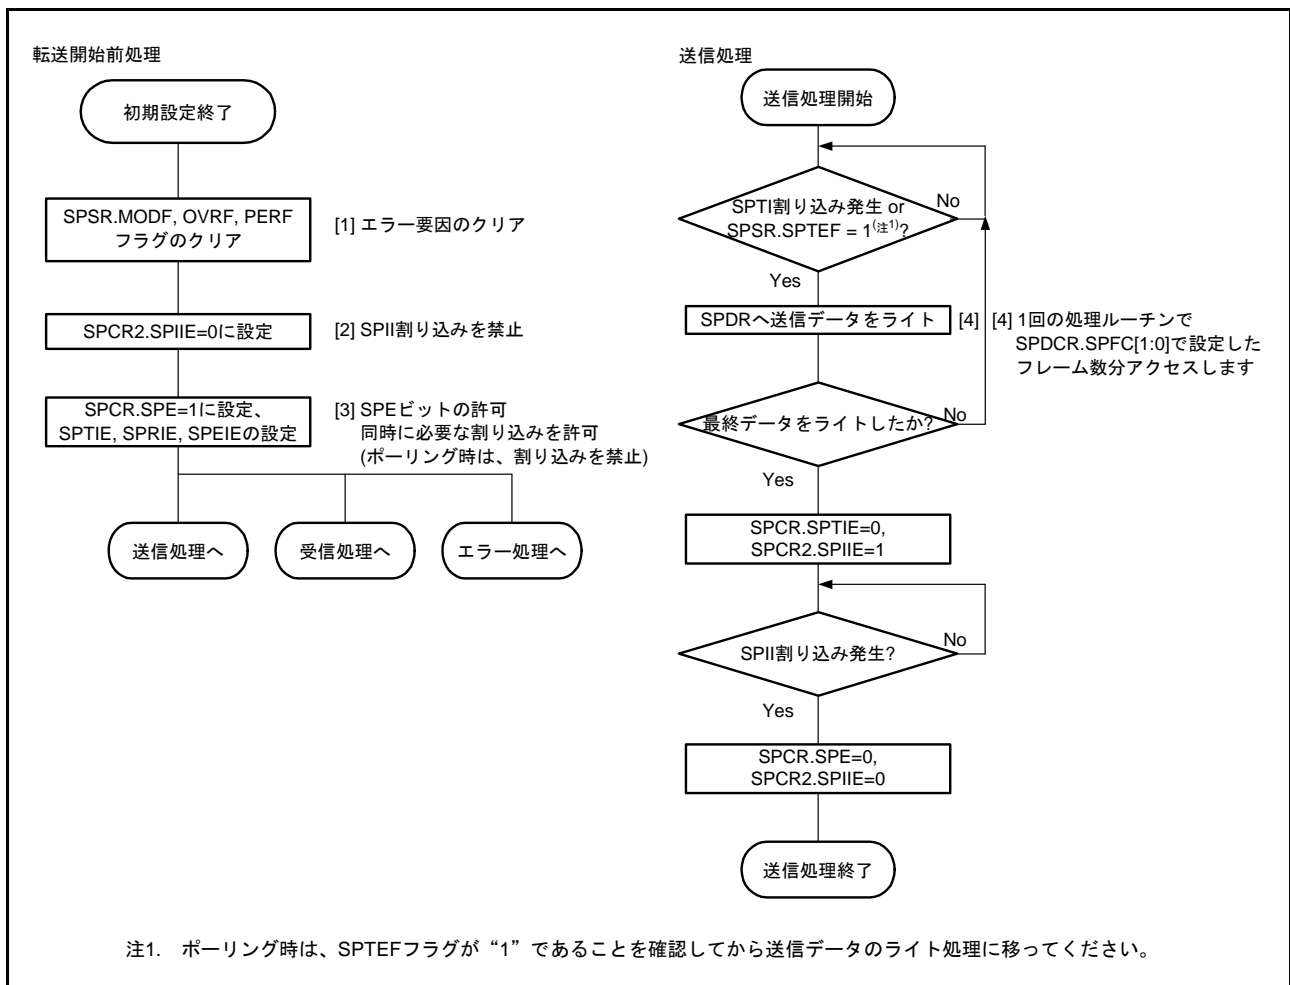 転送開始前処理
初期設定終了
SPSR.MODF, OVRF, PERF
フラグのクリア
[1] エラー要因のクリア
SPCR2.SPIIE=0に設定
[2] SPII割り込みを禁止
SPCR.SPE=1に設定、
SPTIE, SPRIE, SPEIEの設定
[3] SPEビットの許可
同時に必要な割り込みを許可
(ポーリング時は、割り込みを禁止)
送信処理へ
受信処理へ
エラー処理へ
送信処理
送信処理開始
SPTI割り込み発生 or
SPSR.SPTEF = 1(注1)?
No
Yes
SPDRへ送信データをライト
[4]
[4] 1回の処理ルーチンで
SPDCR.SPFC[1:0]で設定した
フレーム数分アクセスします
最終データをライトしたか?
No
Yes
SPCR.SPTIE=0,
SPCR2.SPIIE=1
SPII割り込み発生?
No
Yes
SPCR.SPE=0,
SPCR2.SPIIE=0
送信処理終了
注1. ポーリング時は、SPTEFフラグが“1”であることを確認してから送信データのライト処理に移ってください。